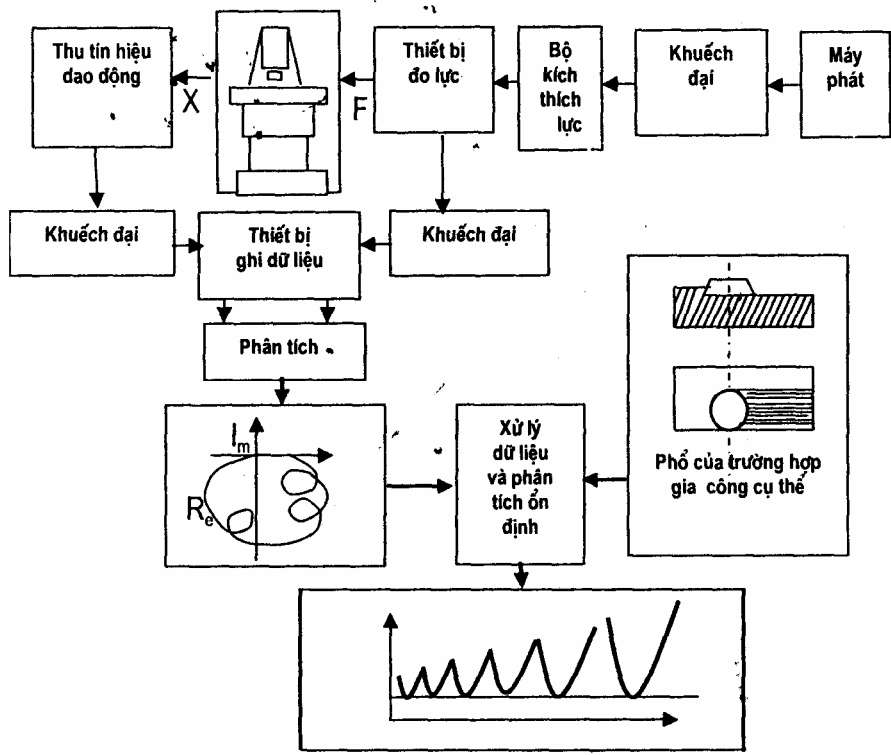 Thu tín hiệu
dao động
X
F
Thiết bị
đo lực
Bộ
kích
thích
lực
Khuếch
đại
Máy
phát
Khuếch đại
Thiết bị
ghi dữ liệu
Khuếch đại
Phân tích
Im
Re
Xử lý
dữ liệu
và phân
tích ổn
định
Phổ của trường hợp
gia công cụ thể